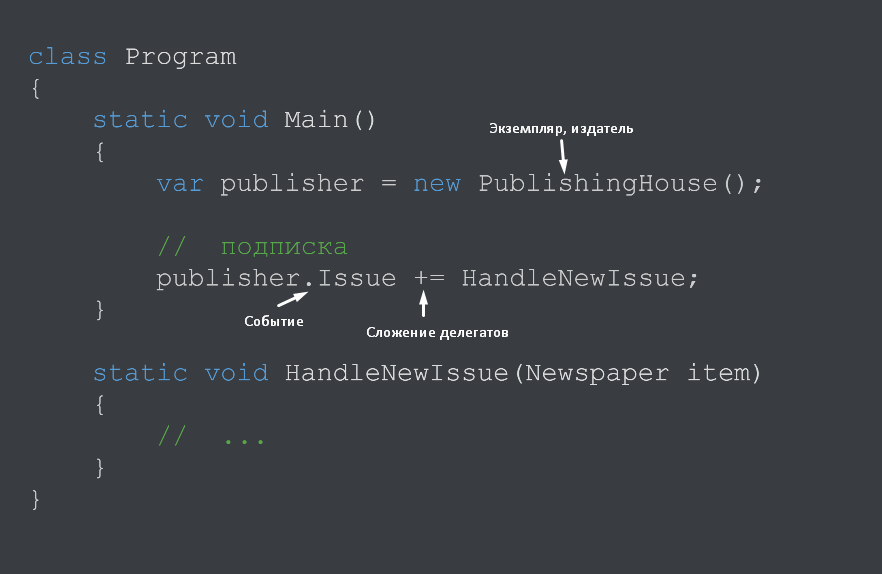 class Program
{
static void Main()
Экземпляр, издатель
{
var publisher = new PublishingHouse();
// подписка
publisher.Issue += HandleNewIssue;
}
Событие
Сложение делегатов
static void HandleNewIssue(Newspaper item)
{
// ...
}
}